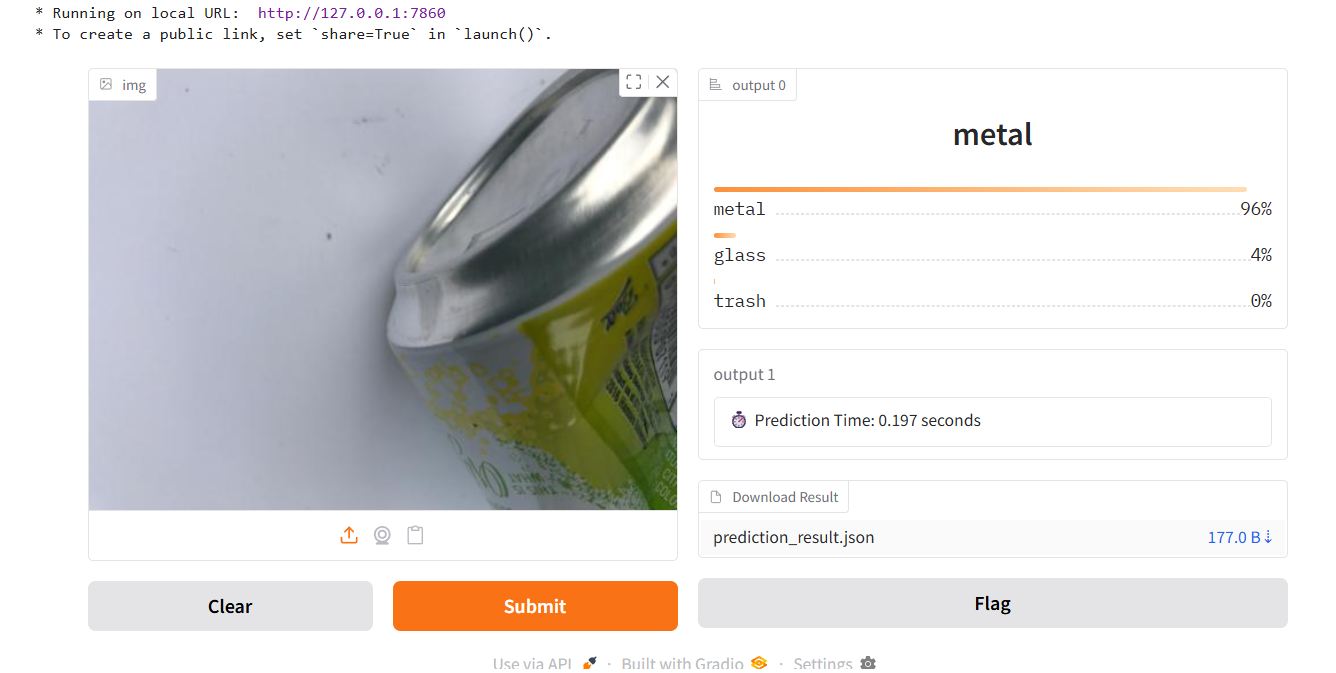 * Running on local URL:  http://127.0.0.1:7860
* To create a public link, set `share=True` in `launch()`.
img
output 0
metal
metal 96%
glass 4%
trash 0%
output 1
⏱ Prediction Time: 0.197 seconds
Download Result
prediction_result.json 177.0 B ⇣
Clear
Submit
Flag
Use via API · Built with Gradio · Settings